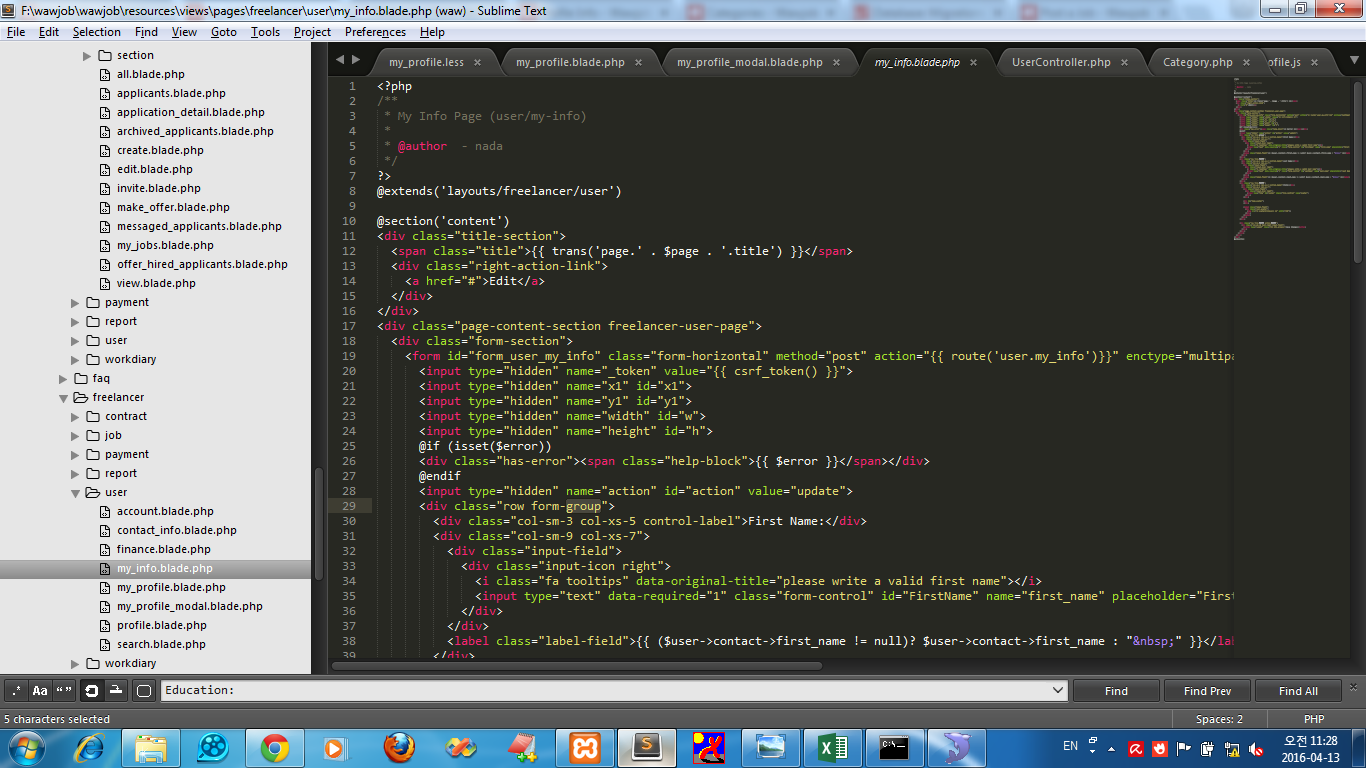 F:\wawjob\wawjob\resources\views\pages\freelancer\user\my_info.blade.php (waw) - Sublime Text
File Edit Selection Find View Goto Tools Project Preferences Help
section
all.blade.php
applicants.blade.php
application_detail.blade.php
archived_applicants.blade.php
create.blade.php
edit.blade.php
invite.blade.php
make_offer.blade.php
messaged_applicants.blade.php
my_jobs.blade.php
offer_hired_applicants.blade.php
view.blade.php
payment
report
user
workdiary
faq
freelancer
contract
job
payment
report
user
account.blade.php
contact_info.blade.php
finance.blade.php
my_info.blade.php
my_profile.blade.php
my_profile_modal.blade.php
profile.blade.php
search.blade.php
workdiary
my_profile.less × my_profile.blade.php × my_profile_modal.blade.php × my_info.blade.php × UserController.php × Category.php × ofile.js ×
1 <?php
2 /**
3 * My Info Page (user/my-info)
4 *
5 * @author  - nada
6 */
7 ?>
8 @extends('layouts/freelancer/user')
9
10 @section('content')
11 <div class="title-section">
12 <span class="title">{{ trans('page.' . $page . '.title') }}</span>
13 <div class="right-action-link">
14 <a href="#">Edit</a>
15 </div>
16 </div>
17 <div class="page-content-section freelancer-user-page">
18 <div class="form-section">
19 <form id="form_user_my_info" class="form-horizontal" method="post" action="{{ route('user.my_info')}}" enctype="multipa
20 <input type="hidden" name="_token" value="{{ csrf_token() }}">
21 <input type="hidden" name="x1" id="x1">
22 <input type="hidden" name="y1" id="y1">
23 <input type="hidden" name="width" id="w">
24 <input type="hidden" name="height" id="h">
25 @if (isset($error))
26 <div class="has-error"><span class="help-block">{{ $error }}</span></div>
27 @endif
28 <input type="hidden" name="action" id="action" value="update">
29 <div class="row form-group">
30 <div class="col-sm-3 col-xs-5 control-label">First Name:</div>
31 <div class="col-sm-9 col-xs-7">
32 <div class="input-field">
33 <div class="input-icon right">
34 <i class="fa tooltips" data-original-title="please write a valid first name"></i>
35 <input type="text" data-required="1" class="form-control" id="FirstName" name="first_name" placeholder="First
36 </div>
37 </div>
38 <label class="label-field">{{ ($user->contact->first_name != null)? $user->contact->first_name : "&nbsp;" }}</lab
39 </div>
.* Aa “ ” Education: Find Find Prev Find All
5 characters selected Spaces: 2 PHP
EN 오전 11:28
2016-04-13